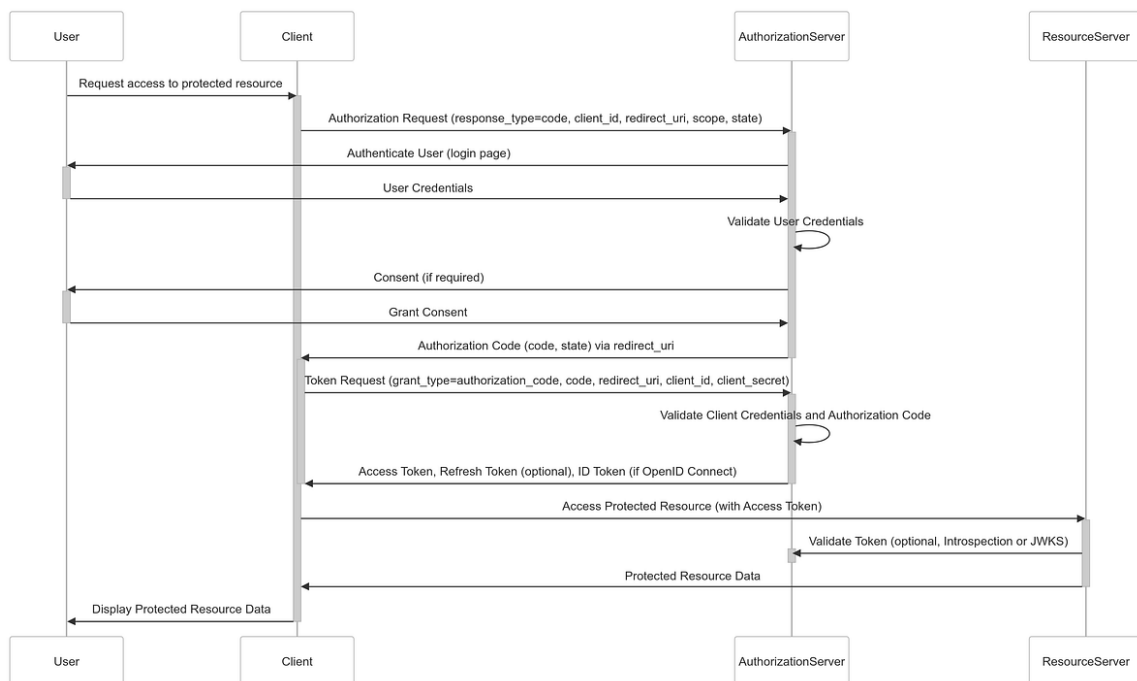 User
Client
AuthorizationServer
ResourceServer
Request access to protected resource
Authorization Request (response_type=code, client_id, redirect_uri, scope, state)
Authenticate User (login page)
User Credentials
Validate User Credentials
Consent (if required)
Grant Consent
Authorization Code (code, state) via redirect_uri
Token Request (grant_type=authorization_code, code, redirect_uri, client_id, client_secret)
Validate Client Credentials and Authorization Code
Access Token, Refresh Token (optional), ID Token (if OpenID Connect)
Access Protected Resource (with Access Token)
Validate Token (optional, Introspection or JWKS)
Protected Resource Data
Display Protected Resource Data
User
Client
AuthorizationServer
ResourceServer